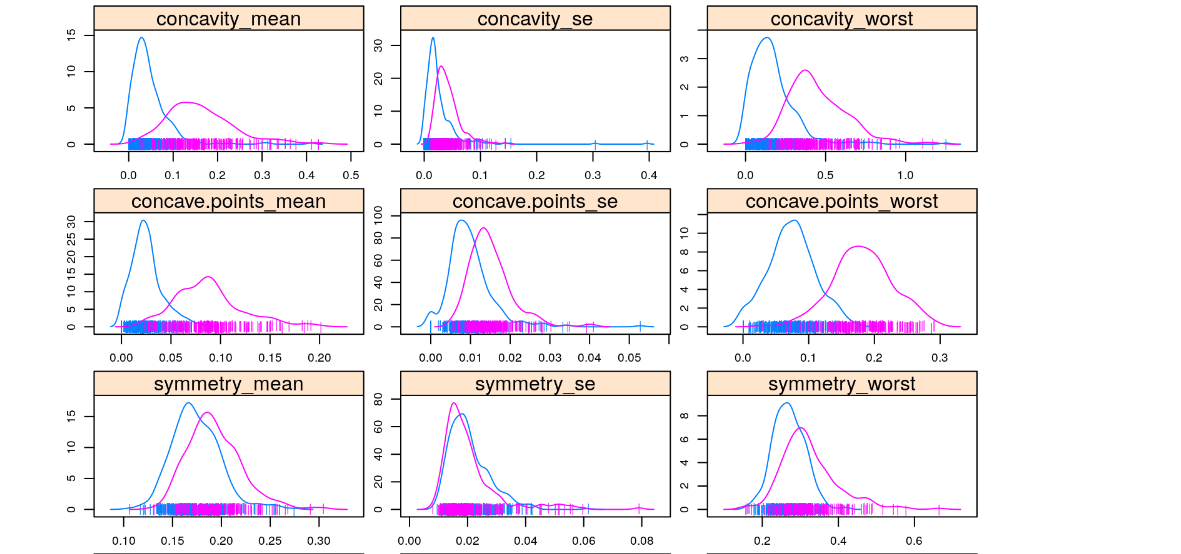 concavity_mean concavity_se concavity_worst
15 10 5 0
30 20 10 0
3 2 1 0
0.0 0.1 0.2 0.3 0.4 0.5
0.0 0.1 0.2 0.3 0.4
0.0 0.5 1.0
concave.points_mean concave.points_se concave.points_worst
30 25 20 15 10 5 0
100 80 60 40 20 0
10 8 6 4 2 0
0.00 0.05 0.10 0.15 0.20
0.00 0.01 0.02 0.03 0.04 0.05
0.0 0.1 0.2 0.3
symmetry_mean symmetry_se symmetry_worst
15 10 5 0
80 60 40 20 0
8 6 4 2 0
0.10 0.15 0.20 0.25 0.30
0.00 0.02 0.04 0.06 0.08
0.2 0.4 0.6